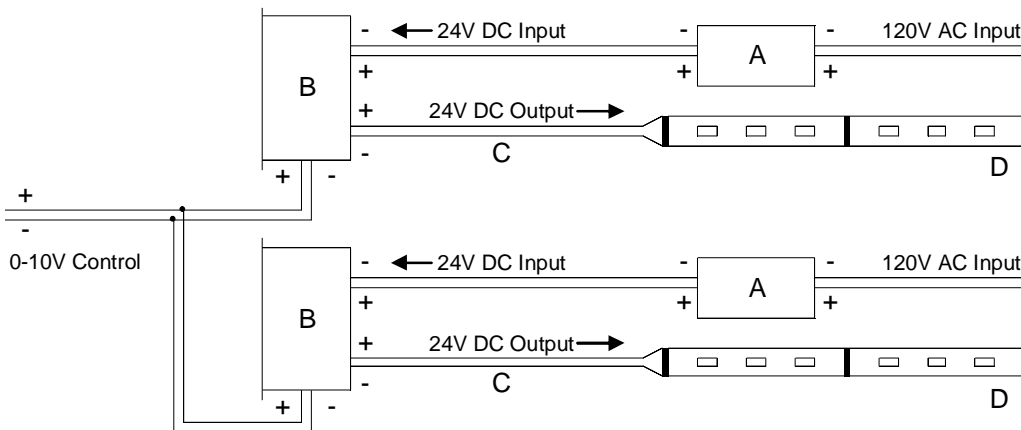 - 24V DC Input - - 120V AC Input
A
+ + +
B
+
24V DC Output
- C D
+ -
+
-
0-10V Control
- 24V DC Input - - 120V AC Input
A
+ + +
B
+
24V DC Output
- C D
+ -